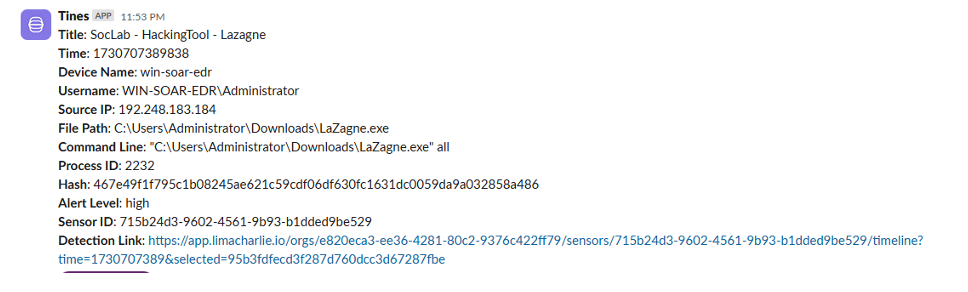 Tines APP 11:53 PM
Title: SocLab - HackingTool - Lazagne
Time: 1730707389838
Device Name: win-soar-edr
Username: WIN-SOAR-EDR\Administrator
Source IP: 192.248.183.184
File Path: C:\Users\Administrator\Downloads\LaZagne.exe
Command Line: "C:\Users\Administrator\Downloads\LaZagne.exe" all
Process ID: 2232
Hash: 467e49f1f795c1b08245ae621c59cdf06df630fc1631dc0059da9a032858a486
Alert Level: high
Sensor ID: 715b24d3-9602-4561-9b93-b1dded9be529
Detection Link: https://app.limacharlie.io/orgs/e820eca3-ee36-4281-80c2-9376c422ff79/sensors/715b24d3-9602-4561-9b93-b1dded9be529/timeline?
time=1730707389&selected=95b3fdfecd3f287d760dcc3d67287fbe